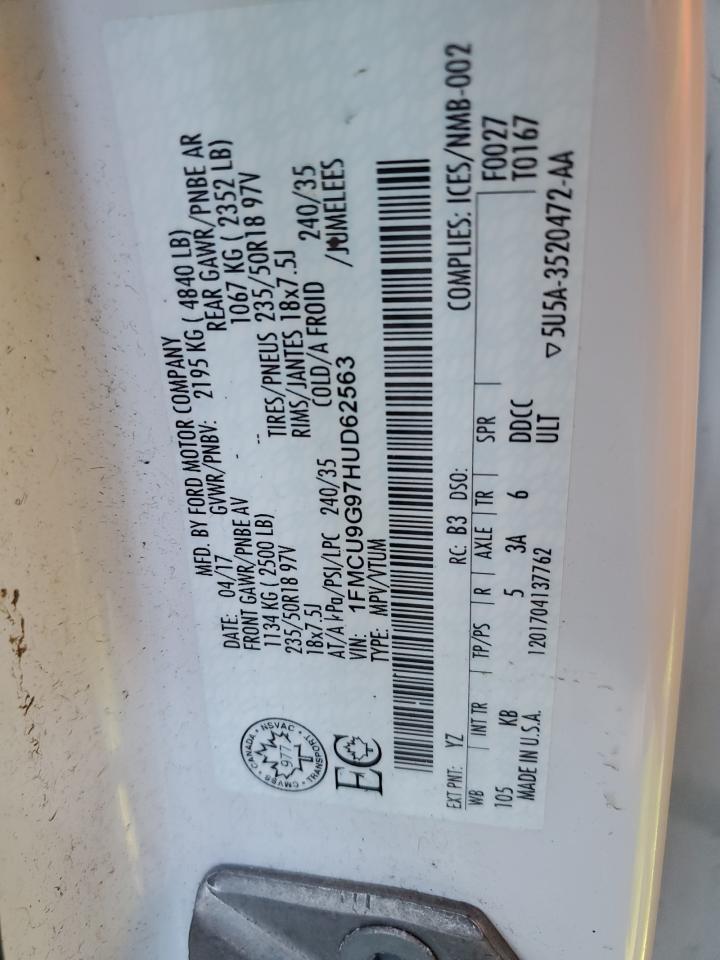 MFD. BY FORD MOTOR COMPANY
DATE: 04/17 GVWR/PNBV: 2195 KG ( 4840 LB)
FRONT GAWR/PNBE AV REAR GAWR/PNBE AR
1134 KG ( 2500 LB) 1067 KG ( 2352 LB)
235/50R18 97V TIRES/PNEUS 235/50R18 97V
18x7.5J RIMS/JANTES 18x7.5J
AT/A kPa/PSI/LPC 240/35 COLD/A FROID 240/35
VIN: 1FMCU9G97HUD62563 /JUMELEES
TYPE: MPV/VTUM
CANADA • NSVAC • TRANSPORT • CMVSS
977
T
EC
COMPLIES: ICES/NMB-002
EXT PNT: YZ RC: B3 DSO: F0027
WB INT TR TP/PS R AXLE TR SPR T0167
105 KB 5 3A 6 DDCC
MADE IN U.S.A. ULT
1201704137762 ▽ 5U5A-3520472-AA